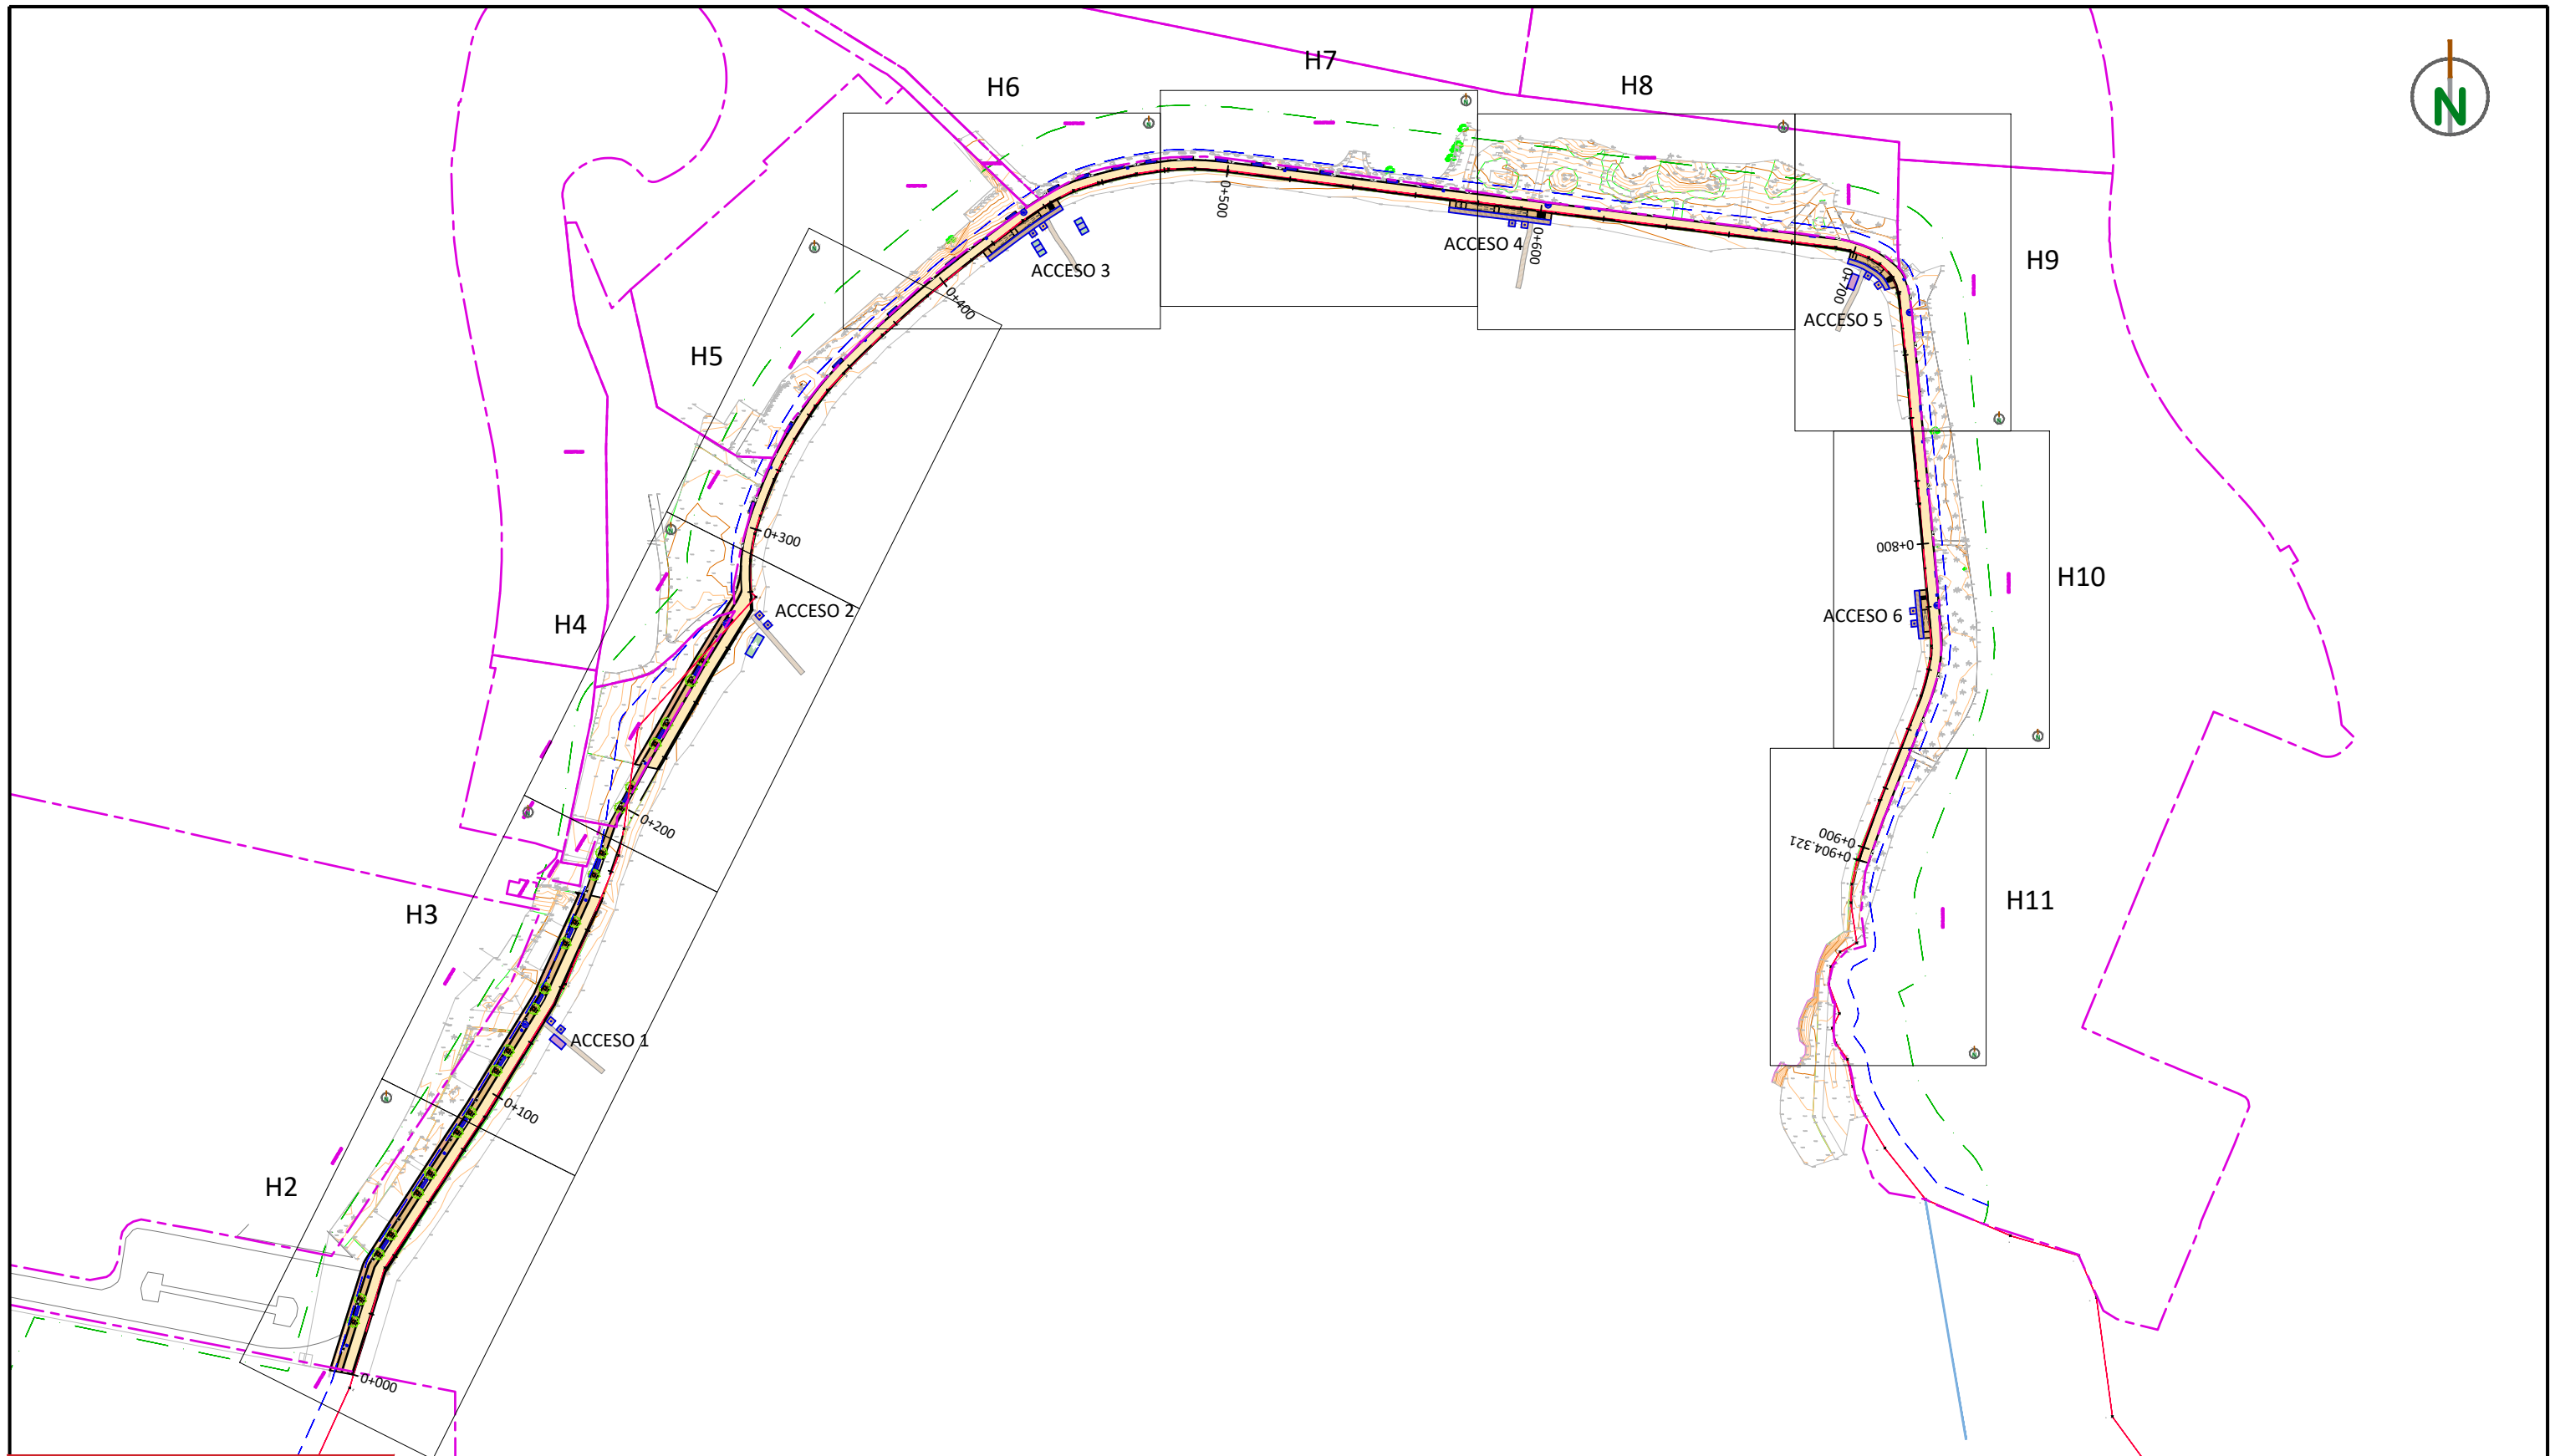 H7
H8
H6
N
H9
ACCESO 3
ACCESO 4
ACCESO 5
0+500
0+600
0+700
0+400
H5
0+300
0+800
H10
ACCESO 2
ACCESO 6
H4
0+200
0+900
0+904.321
H11
H3
ACCESO 1
0+100
H2
0+000